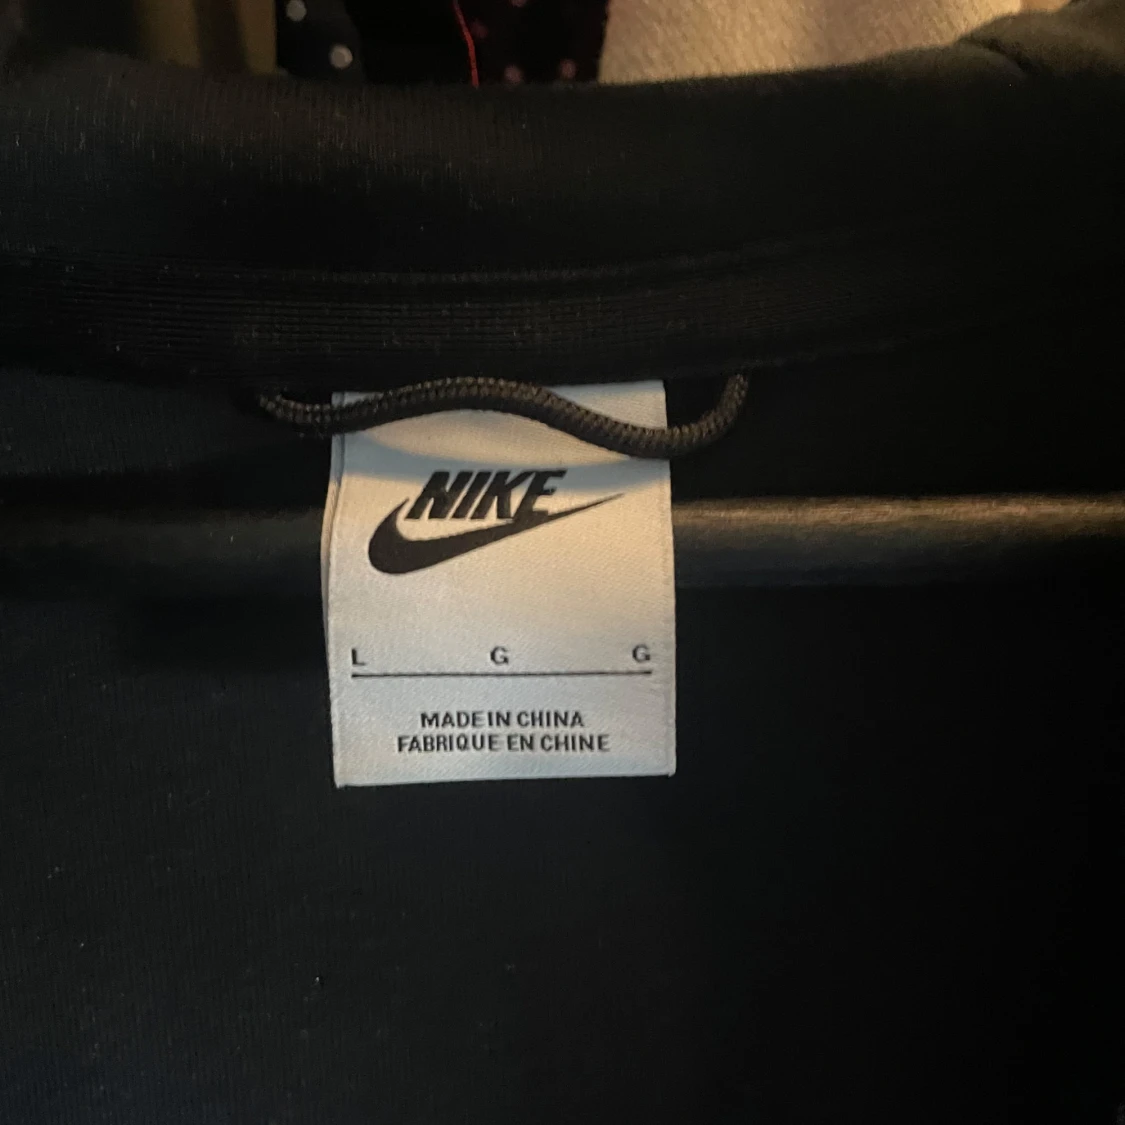 NIKE
L G G
MADE IN CHINA
FABRIQUE EN CHINE